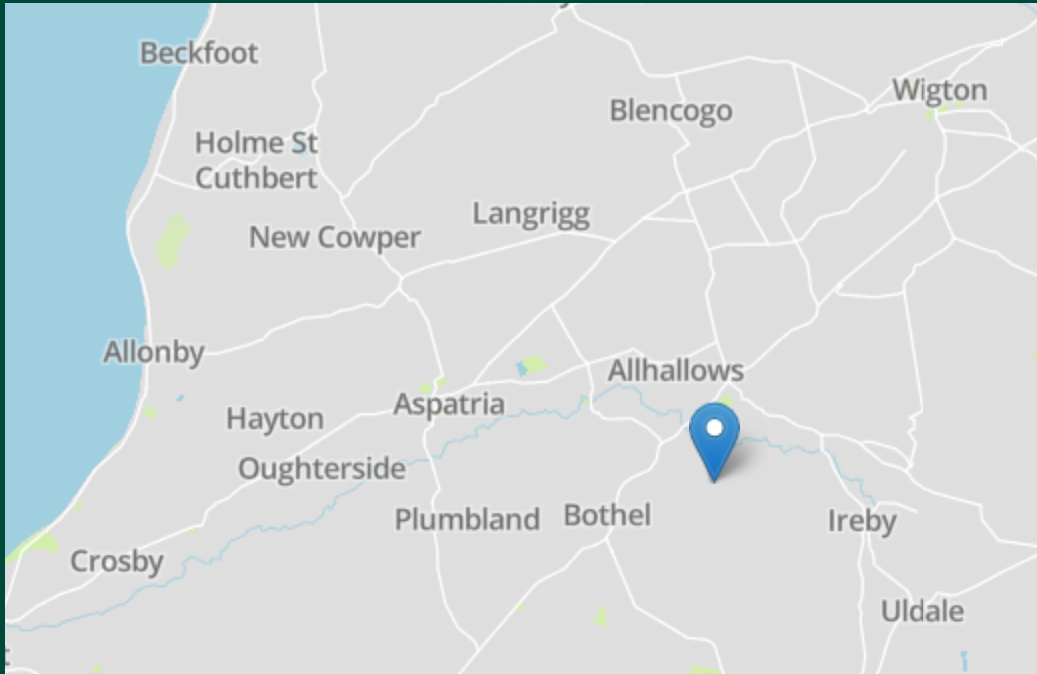 Beckfoot
Wigton
Blencogo
Holme St
Cuthbert
Langrigg
New Cowper
Allonby
Allhallows
Aspatria
Hayton
Oughterside
Plumbland
Bothel
Ireby
Crosby
Uldale